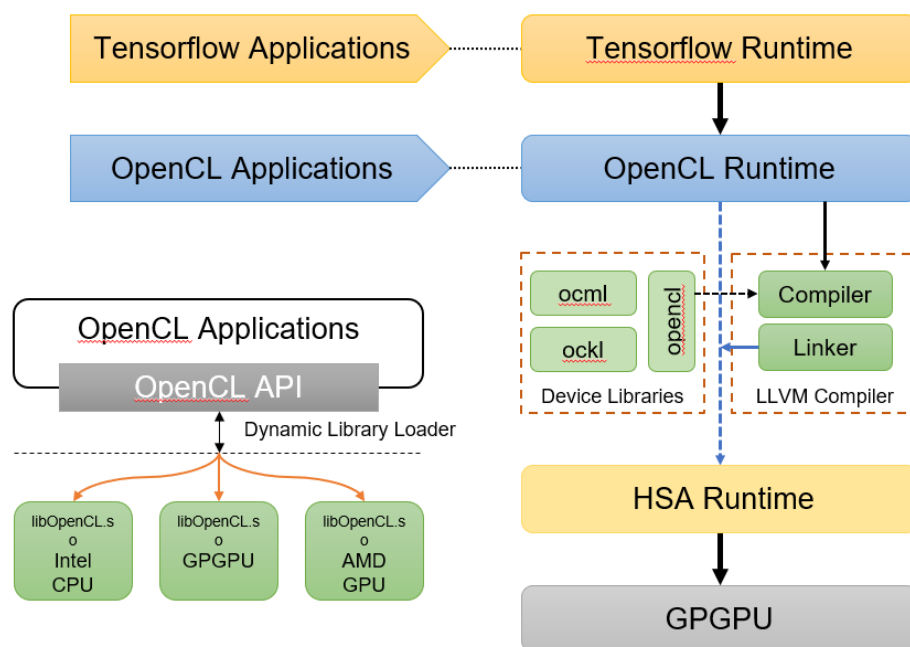 Tensorflow Applications
Tensorflow Runtime
OpenCL Applications
OpenCL Runtime
ocml
ockl
opencl
Device Libraries
Compiler
Linker
LLVM Compiler
OpenCL Applications
OpenCL API
Dynamic Library Loader
libOpenCL.s
o
Intel
CPU
libOpenCL.s
o
GPGPU
libOpenCL.s
o
AMD
GPU
HSA Runtime
GPGPU